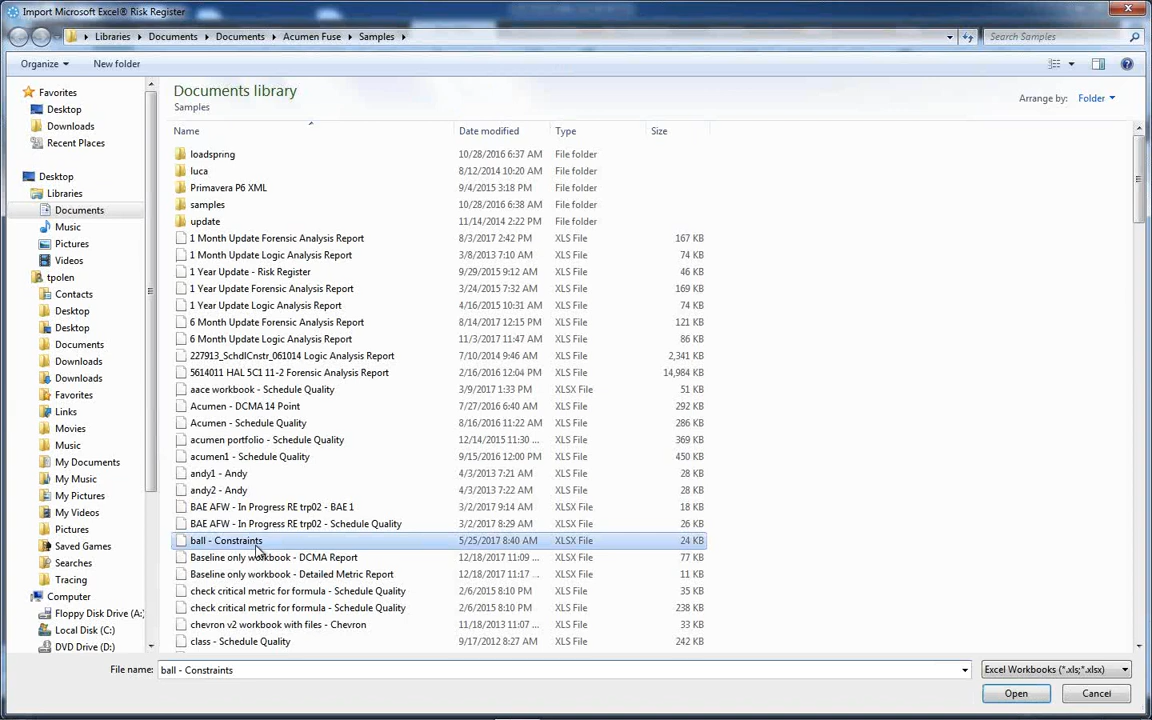 Import Microsoft Excel® Risk Register
Libraries Documents Documents Acumen Fuse Samples Search Samples
Organize New folder
Favorites
Desktop
Downloads
Recent Places
Desktop
Libraries
Documents
Music
Pictures
Videos
tpolen
Contacts
Desktop
Desktop
Documents
Downloads
Downloads
Favorites
Links
Movies
Music
My Documents
My Music
My Pictures
My Videos
Pictures
Saved Games
Searches
Tracing
Computer
Floppy Disk Drive (A:)
Local Disk (C:)
DVD Drive (D:)
Documents library
Samples
Arrange by: Folder
Name Date modified Type Size
loadspring 10/28/2016 6:37 AM File folder
luca 8/12/2014 10:20 AM File folder
Primavera P6 XML 9/4/2015 3:18 PM File folder
samples 10/28/2016 6:38 AM File folder
update 11/14/2014 2:22 PM File folder
1 Month Update Forensic Analysis Report 8/3/2017 2:42 PM XLS File 167 KB
1 Month Update Logic Analysis Report 3/8/2013 7:10 AM XLS File 74 KB
1 Year Update - Risk Register 9/29/2015 9:12 AM XLS File 46 KB
1 Year Update Forensic Analysis Report 3/24/2015 7:32 AM XLS File 169 KB
1 Year Update Logic Analysis Report 4/16/2015 10:31 AM XLS File 74 KB
6 Month Update Forensic Analysis Report 8/14/2017 12:15 PM XLS File 121 KB
6 Month Update Logic Analysis Report 11/3/2017 11:47 AM XLS File 86 KB
227913_SchdlCnstr_061014 Logic Analysis Report 7/10/2014 9:46 AM XLS File 2,341 KB
5614011 HAL 5C1 11-2 Forensic Analysis Report 2/16/2016 12:04 PM XLS File 14,984 KB
aace workbook - Schedule Quality 3/9/2017 1:33 PM XLSX File 51 KB
Acumen - DCMA 14 Point 7/27/2016 6:40 AM XLS File 292 KB
Acumen - Schedule Quality 8/16/2016 11:22 AM XLS File 286 KB
acumen portfolio - Schedule Quality 12/14/2015 11:30 ... XLS File 369 KB
acumen1 - Schedule Quality 9/15/2016 12:00 PM XLS File 450 KB
andy1 - Andy 4/3/2013 7:21 AM XLS File 28 KB
andy2 - Andy 4/3/2013 7:22 AM XLS File 28 KB
BAE AFW - In Progress RE trp02 - BAE 1 3/2/2017 9:14 AM XLSX File 18 KB
BAE AFW - In Progress RE trp02 - Schedule Quality 3/2/2017 8:29 AM XLSX File 26 KB
ball - Constraints 5/25/2017 8:40 AM XLSX File 24 KB
Baseline only workbook - DCMA Report 12/18/2017 11:09 ... XLSX File 77 KB
Baseline only workbook - Detailed Metric Report 12/18/2017 11:17 ... XLSX File 11 KB
check critical metric for formula - Schedule Quality 2/6/2015 8:10 PM XLSX File 35 KB
check critical metric for formula - Schedule Quality 2/6/2015 8:10 PM XLS File 238 KB
chevron v2 workbook with files - Chevron 11/18/2013 11:07 ... XLS File 33 KB
class - Schedule Quality 9/17/2012 8:27 AM XLS File 242 KB
File name: ball - Constraints Excel Workbooks (*.xls;*.xlsx)
Open Cancel